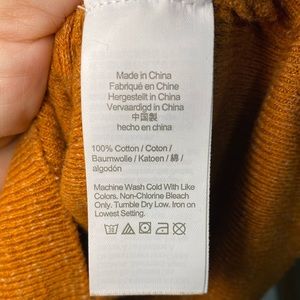 Made in China
Fabriqué en Chine
Hergestellt in China
Vervaardigd in China
中国製
hecho en china
100% Cotton / Coton /
Baumwolle / Katoen / 綿 /
algodón
Machine Wash Cold With Like
Colors. Non-Chlorine Bleach
Only. Tumble Dry Low. Iron on
Lowest Setting.